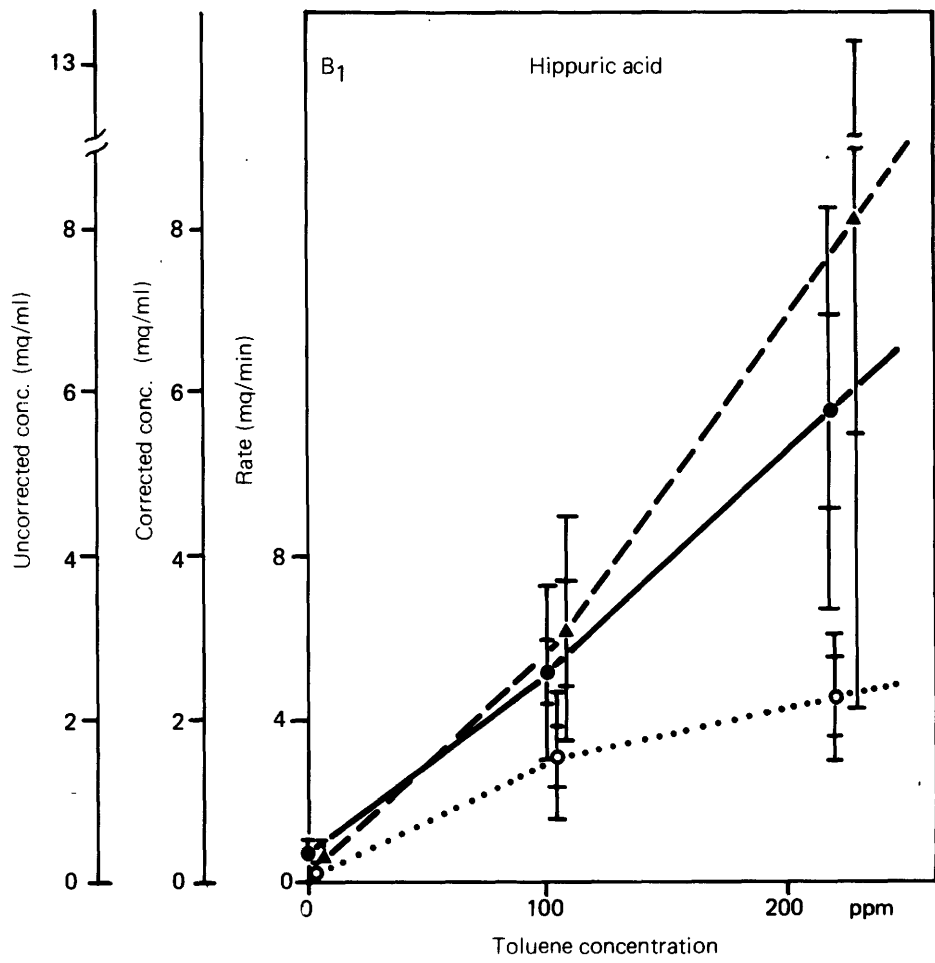 B1 Hippuric acid
13
8
6
4
2
0
Uncorrected conc. (mq/ml)
8
6
4
2
0
Corrected conc. (mq/ml)
8
4
0
Rate (mq/min)
0 100 200 ppm
Toluene concentration